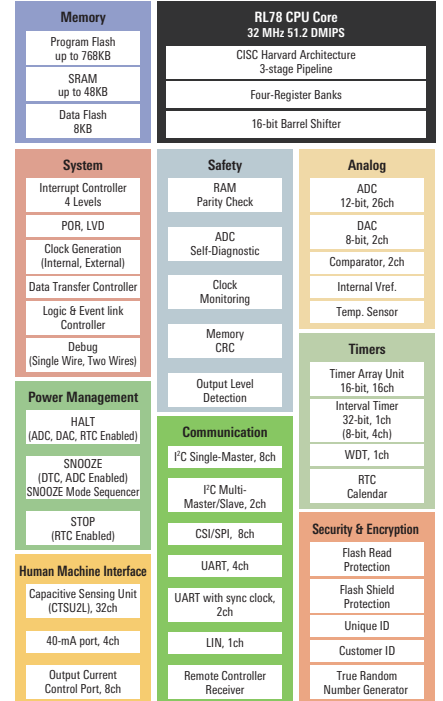 Memory
Program Flash
up to 768KB
SRAM
up to 48KB
Data Flash
8KB
RL78 CPU Core
32 MHz 51.2 DMIPS
CISC Harvard Architecture
3-stage Pipeline
Four-Register Banks
16-bit Barrel Shifter
System
Interrupt Controller
4 Levels
POR, LVD
Clock Generation
(Internal, External)
Data Transfer Controller
Logic & Event link
Controller
Debug
(Single Wire, Two Wires)
Power Management
HALT
(ADC, DAC, RTC Enabled)
SNOOZE
(DTC, ADC Enabled)
SNOOZE Mode Sequencer
STOP
(RTC Enabled)
Human Machine Interface
Capacitive Sensing Unit
(CTSU2L), 32ch
40-mA port, 4ch
Output Current
Control Port, 8ch
Safety
RAM
Parity Check
ADC
Self-Diagnostic
Clock
Monitoring
Memory
CRC
Output Level
Detection
Communication
I²C Single-Master, 8ch
I²C Multi-
Master/Slave, 2ch
CSI/SPI, 8ch
UART, 4ch
UART with sync clock,
2ch
LIN, 1ch
Remote Controller
Receiver
Analog
ADC
12-bit, 26ch
DAC
8-bit, 2ch
Comparator, 2ch
Internal Vref.
Temp. Sensor
Timers
Timer Array Unit
16-bit, 16ch
Interval Timer
32-bit, 1ch
(8-bit, 4ch)
WDT, 1ch
RTC
Calendar
Security & Encryption
Flash Read
Protection
Flash Shield
Protection
Unique ID
Customer ID
True Random
Number Generator